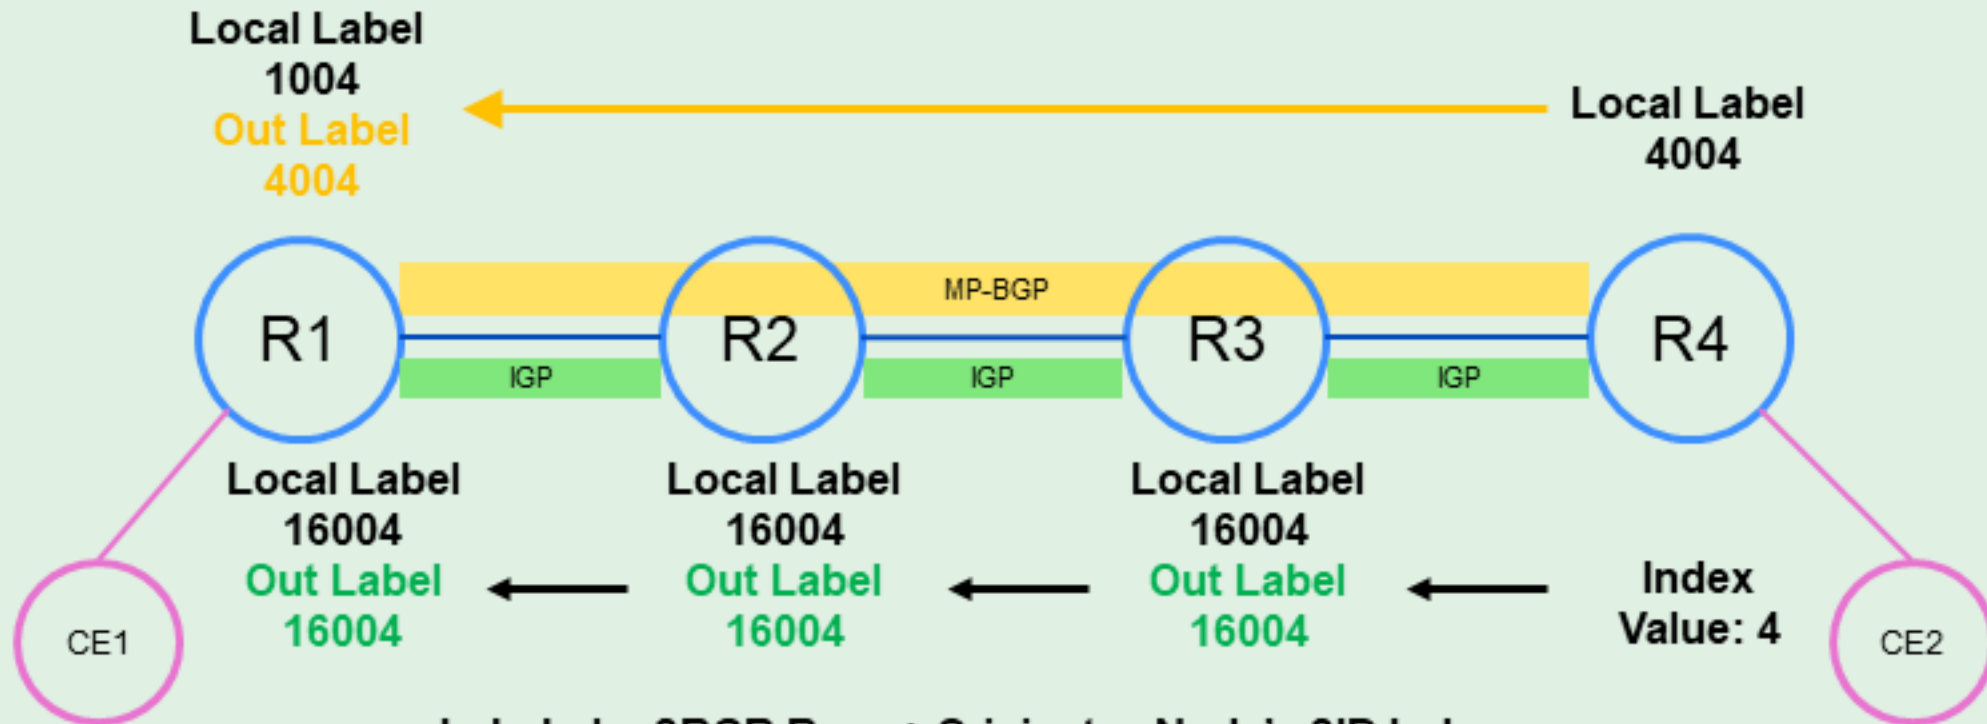 Local Label
1004
Out Label
4004
Local Label
4004
MP-BGP
R1
R2
R3
R4
IGP
IGP
IGP
Local Label
16004
Out Label
16004
Local Label
16004
Out Label
16004
Local Label
16004
Out Label
16004
Index
Value: 4
CE1
CE2